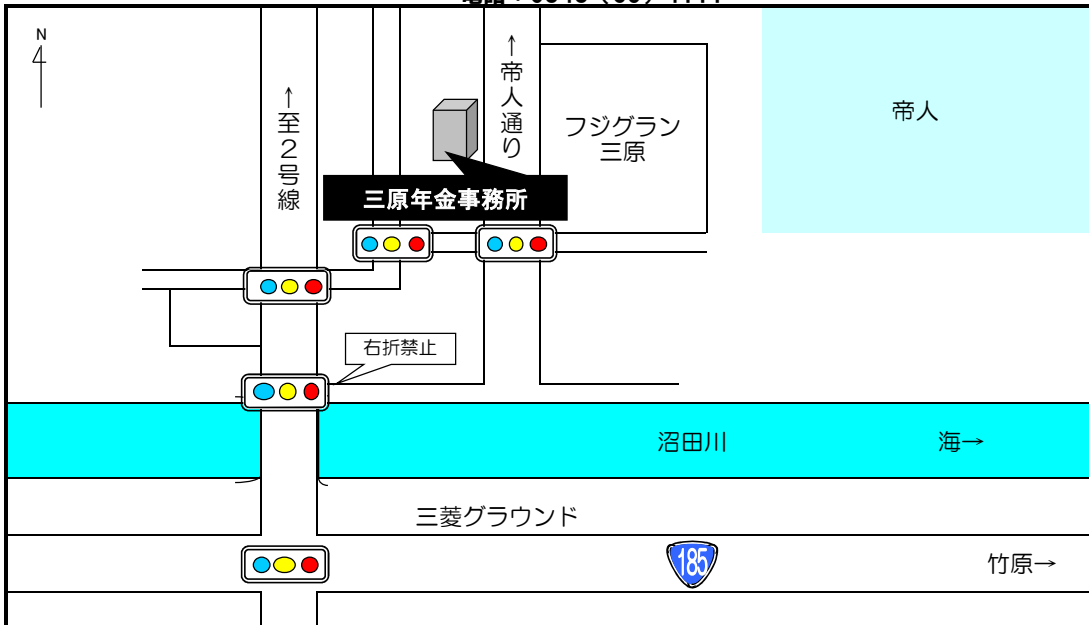 N
↑至2号線
↑帝人通り
フジグラン
三原
帝人
三原年金事務所
右折禁止
沼田川
海→
三菱グラウンド
185
竹原→